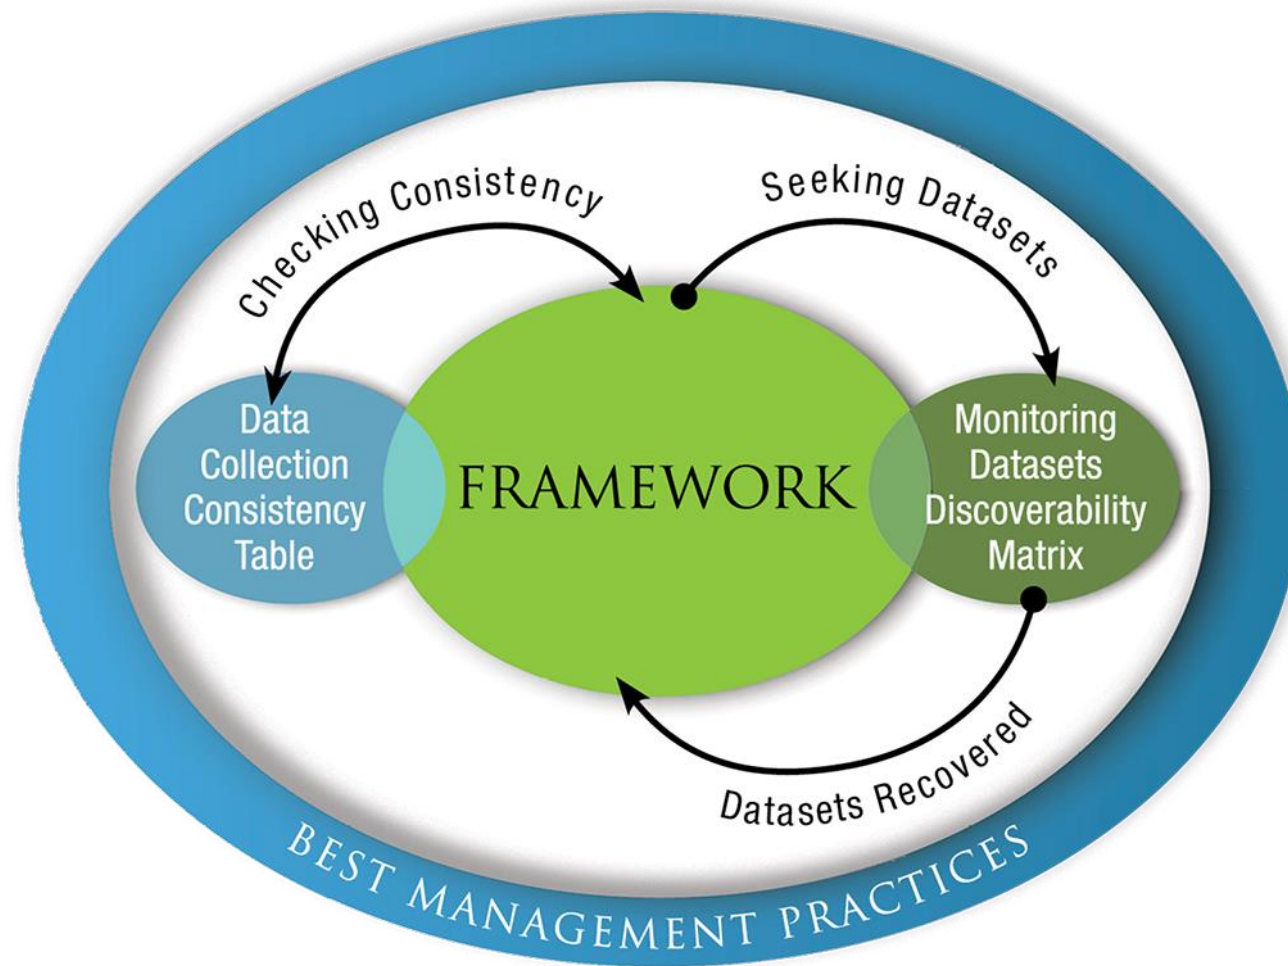 Checking Consistency
Seeking Datasets
Data
Collection
Consistency
Table
FRAMEWORK
Monitoring
Datasets
Discoverability
Matrix
Datasets Recovered
BEST MANAGEMENT PRACTICES